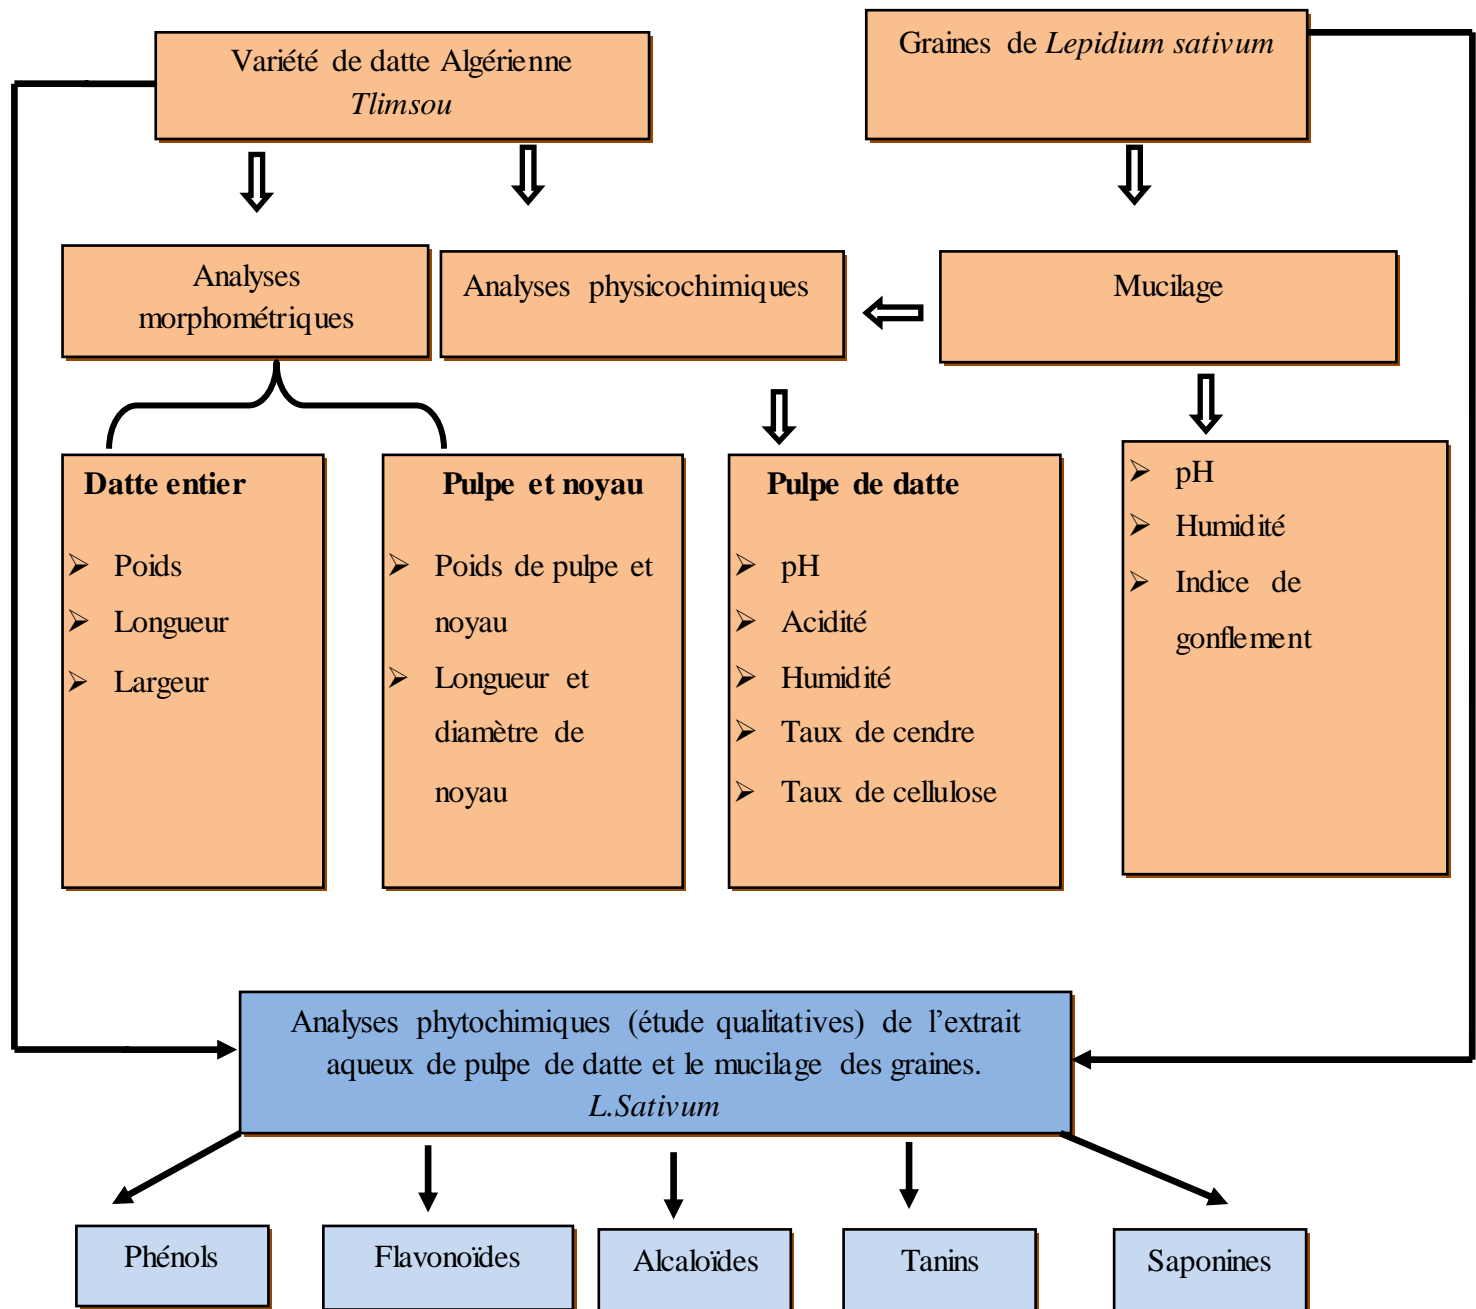 Variété de datte Algérienne
Tlimsou
Graines de Lepidium sativum
Analyses
morphométriques
Analyses physicochimiques
Mucilage
Datte entier
➢ Poids
➢ Longueur
➢ Largeur
Pulpe et noyau
➢ Poids de pulpe et
noyau
➢ Longueur et
diamètre de
noyau
Pulpe de datte
➢ pH
➢ Acidité
➢ Humidité
➢ Taux de cendre
➢ Taux de cellulose
➢ pH
➢ Humidité
➢ Indice de
gonflement
Analyses phytochimiques (étude qualitatives) de l’extrait
aqueux de pulpe de datte et le mucilage des graines.
L.Sativum
Phénols
Flavonoïdes
Alcaloïdes
Tanins
Saponines